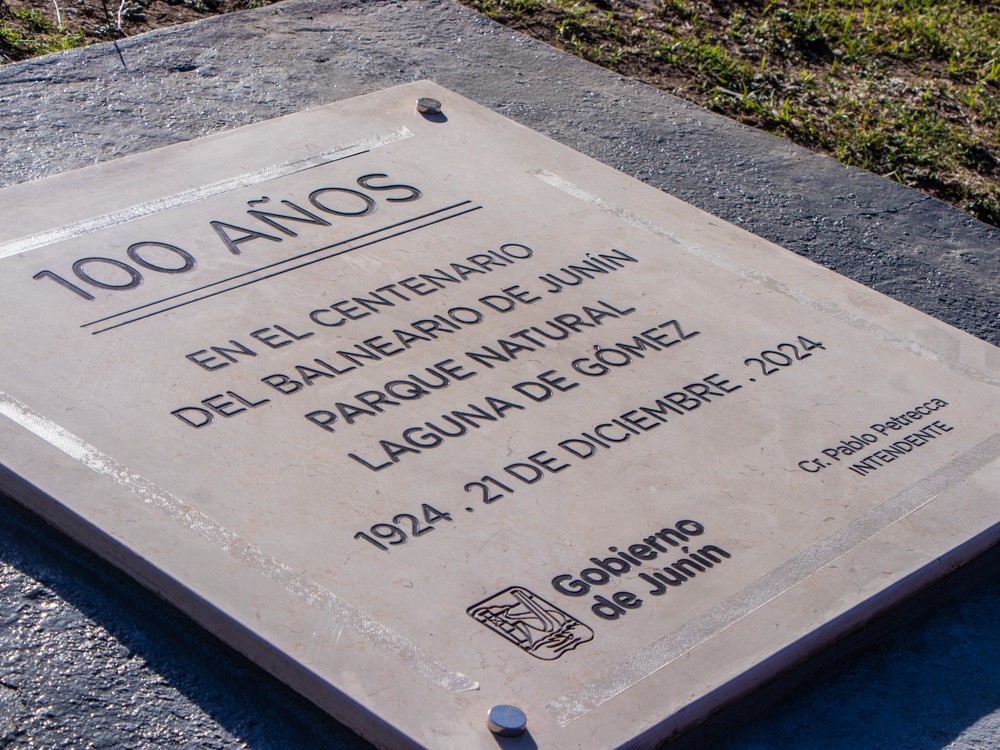 100 AÑOS
EN EL CENTENARIO
DEL BALNEARIO DE JUNÍN
PARQUE NATURAL
LAGUNA DE GÓMEZ
1924 . 21 DE DICIEMBRE . 2024
Cr. Pablo Petrecca
INTENDENTE
Gobierno
de Junín